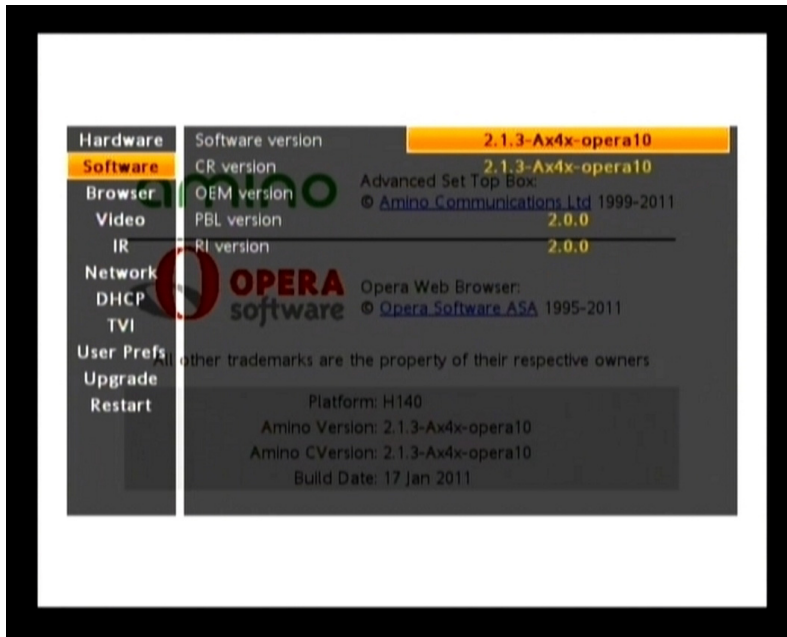 Hardware
Software
Browser
Video
IR
Network
DHCP
TVI
User Prefs
Upgrade
Restart
Software version 2.1.3-Ax4x-opera10
CR version 2.1.3-Ax4x-opera10
OEM version
PBL version 2.0.0
RI version 2.0.0
amino
Advanced Set Top Box:
© Amino Communications Ltd 1999-2011
OPERA
software
Opera Web Browser:
© Opera Software ASA 1995-2011
All other trademarks are the property of their respective owners
Platform: H140
Amino Version: 2.1.3-Ax4x-opera10
Amino CVersion: 2.1.3-Ax4x-opera10
Build Date: 17 Jan 2011